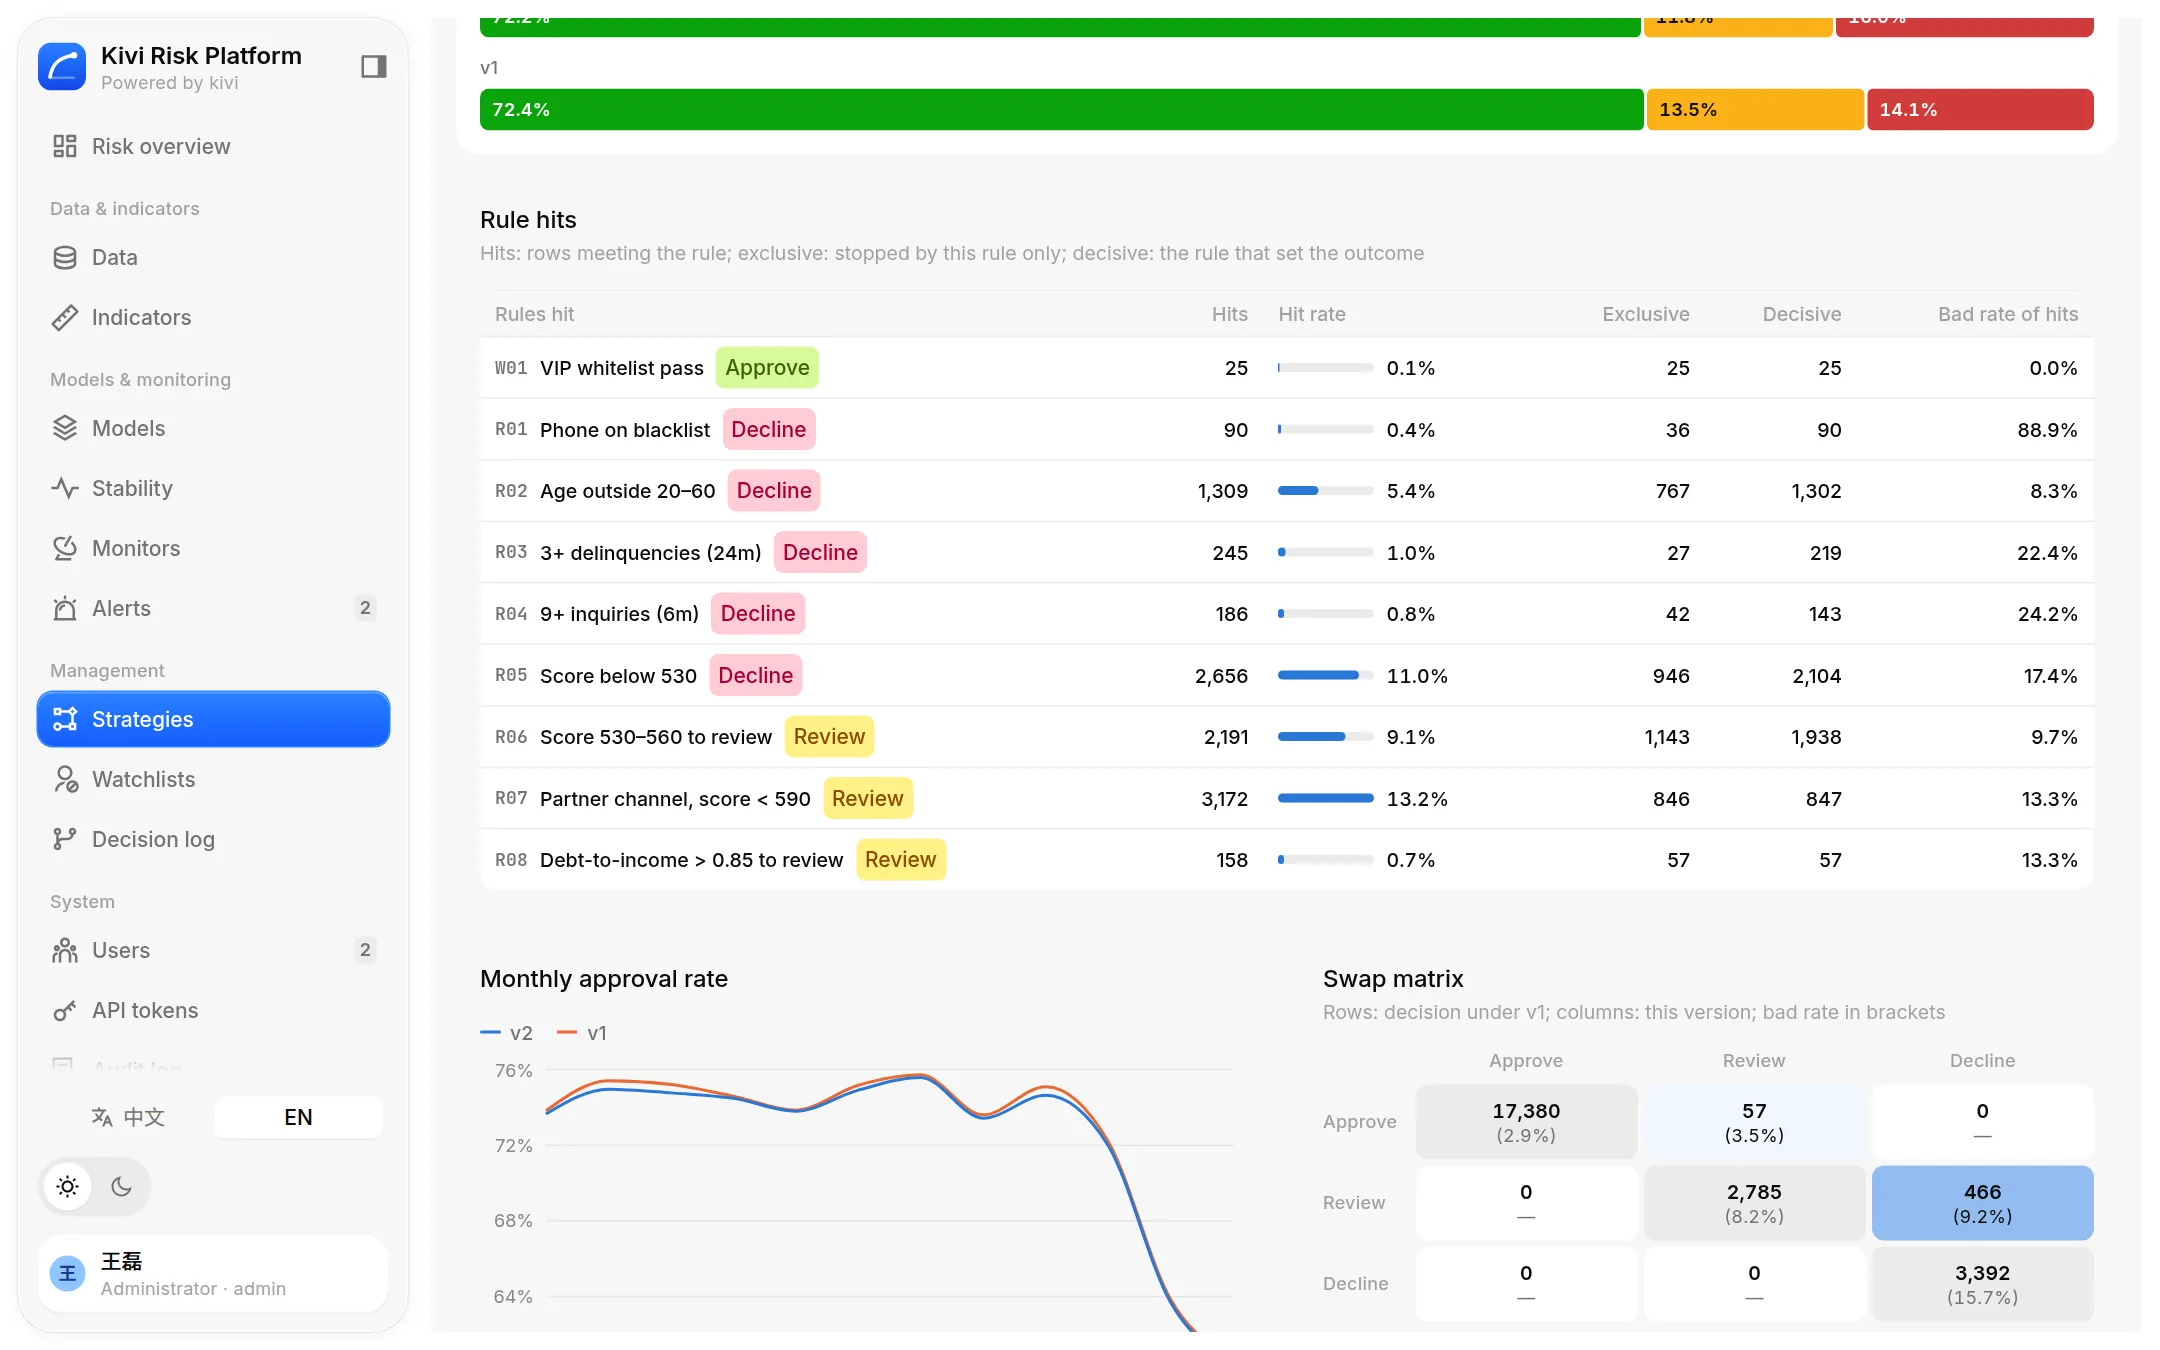 Kivi Risk Platform
Powered by kivi
Risk overview
Data & indicators
Data
Indicators
Models & monitoring
Models
Stability
Monitors
Alerts 2
Management
Strategies
Watchlists
Decision log
System
Users 2
API tokens
Audit log
中文 EN
王 王磊
Administrator · admin
72.2% 11.8% 16.0%
v1
72.4% 13.5% 14.1%
Rule hits
Hits: rows meeting the rule; exclusive: stopped by this rule only; decisive: the rule that set the outcome
Rules hit Hits Hit rate Exclusive Decisive Bad rate of hits
W01 VIP whitelist pass Approve 25 0.1% 25 25 0.0%
R01 Phone on blacklist Decline 90 0.4% 36 90 88.9%
R02 Age outside 20–60 Decline 1,309 5.4% 767 1,302 8.3%
R03 3+ delinquencies (24m) Decline 245 1.0% 27 219 22.4%
R04 9+ inquiries (6m) Decline 186 0.8% 42 143 24.2%
R05 Score below 530 Decline 2,656 11.0% 946 2,104 17.4%
R06 Score 530–560 to review Review 2,191 9.1% 1,143 1,938 9.7%
R07 Partner channel, score < 590 Review 3,172 13.2% 846 847 13.3%
R08 Debt-to-income > 0.85 to review Review 158 0.7% 57 57 13.3%
Monthly approval rate
v2 v1
76%
72%
68%
64%
Swap matrix
Rows: decision under v1; columns: this version; bad rate in brackets
Approve Review Decline
Approve 17,380 57 0
(2.9%) (3.5%) —
Review 0 2,785 466
— (8.2%) (9.2%)
Decline 0 0 3,392
— — (15.7%)